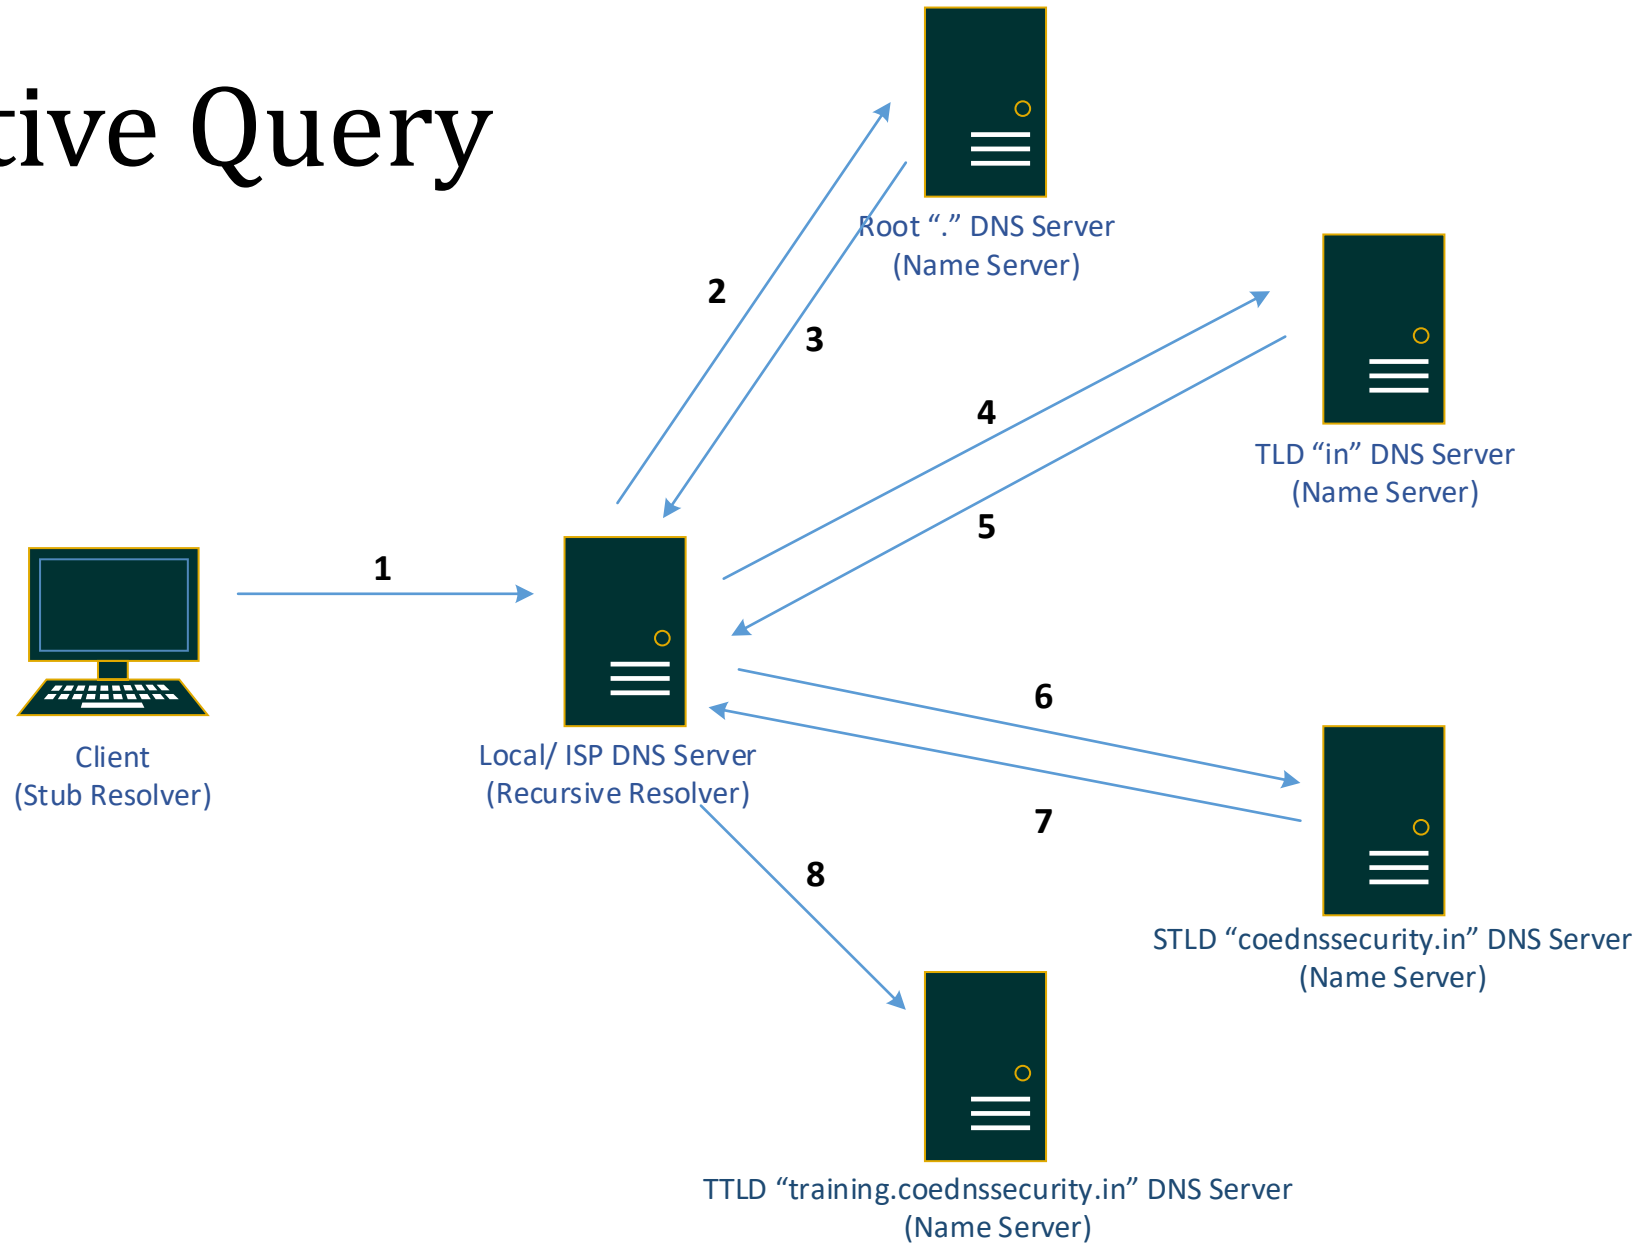 tive Query
Root “.” DNS Server
(Name Server)
2
3
TLD “in” DNS Server
(Name Server)
4
5
1
Client
(Stub Resolver)
Local/ ISP DNS Server
(Recursive Resolver)
6
7
STLD “coednssecurity.in” DNS Server
(Name Server)
8
TTLD “training.coednssecurity.in” DNS Server
(Name Server)